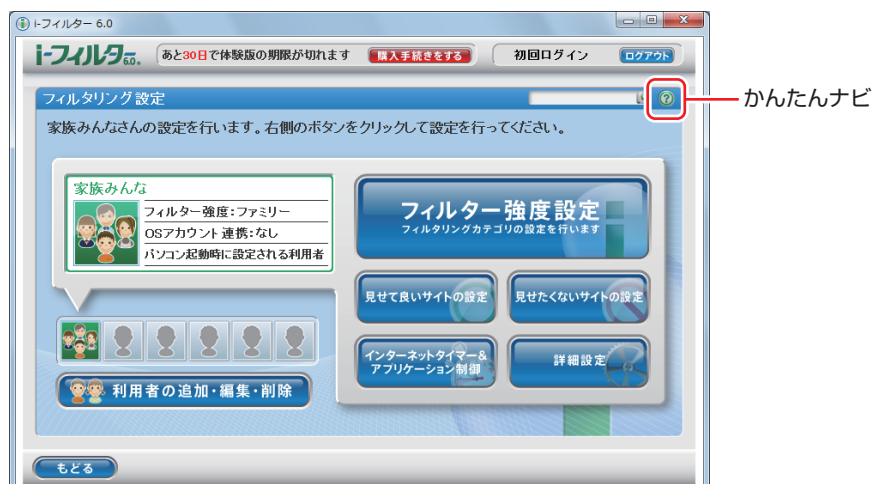 i-フィルター 6.0
i-フィルター6.0. あと30日で体験版の期限が切れます 購入手続きをする 初回ログイン ログアウト
フィルタリング設定
かんたんナビ
家族みんなさんの設定を行います。右側のボタンをクリックして設定を行ってください。
家族みんな
フィルター強度:ファミリー
OSアカウント連携:なし
パソコン起動時に設定される利用者
フィルター強度設定
フィルタリングカテゴリの設定を行います
見せて良いサイトの設定
見せたくないサイトの設定
インターネットタイマー&
アプリケーション制御
詳細設定
利用者の追加・編集・削除
もどる